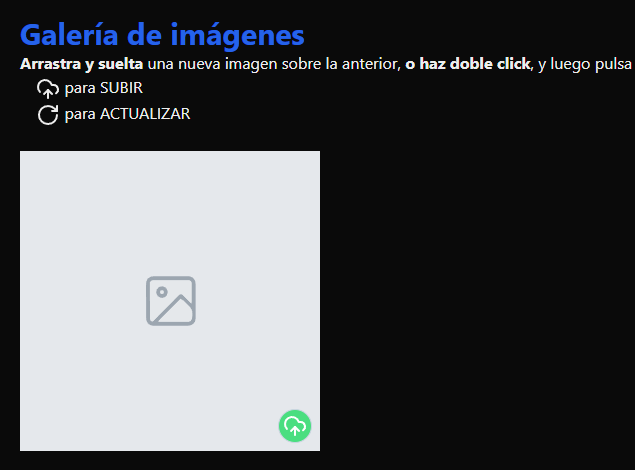 Galería de imágenes
Arrastra y suelta una nueva imagen sobre la anterior, o haz doble click, y luego pulsa
para SUBIR
para ACTUALIZAR